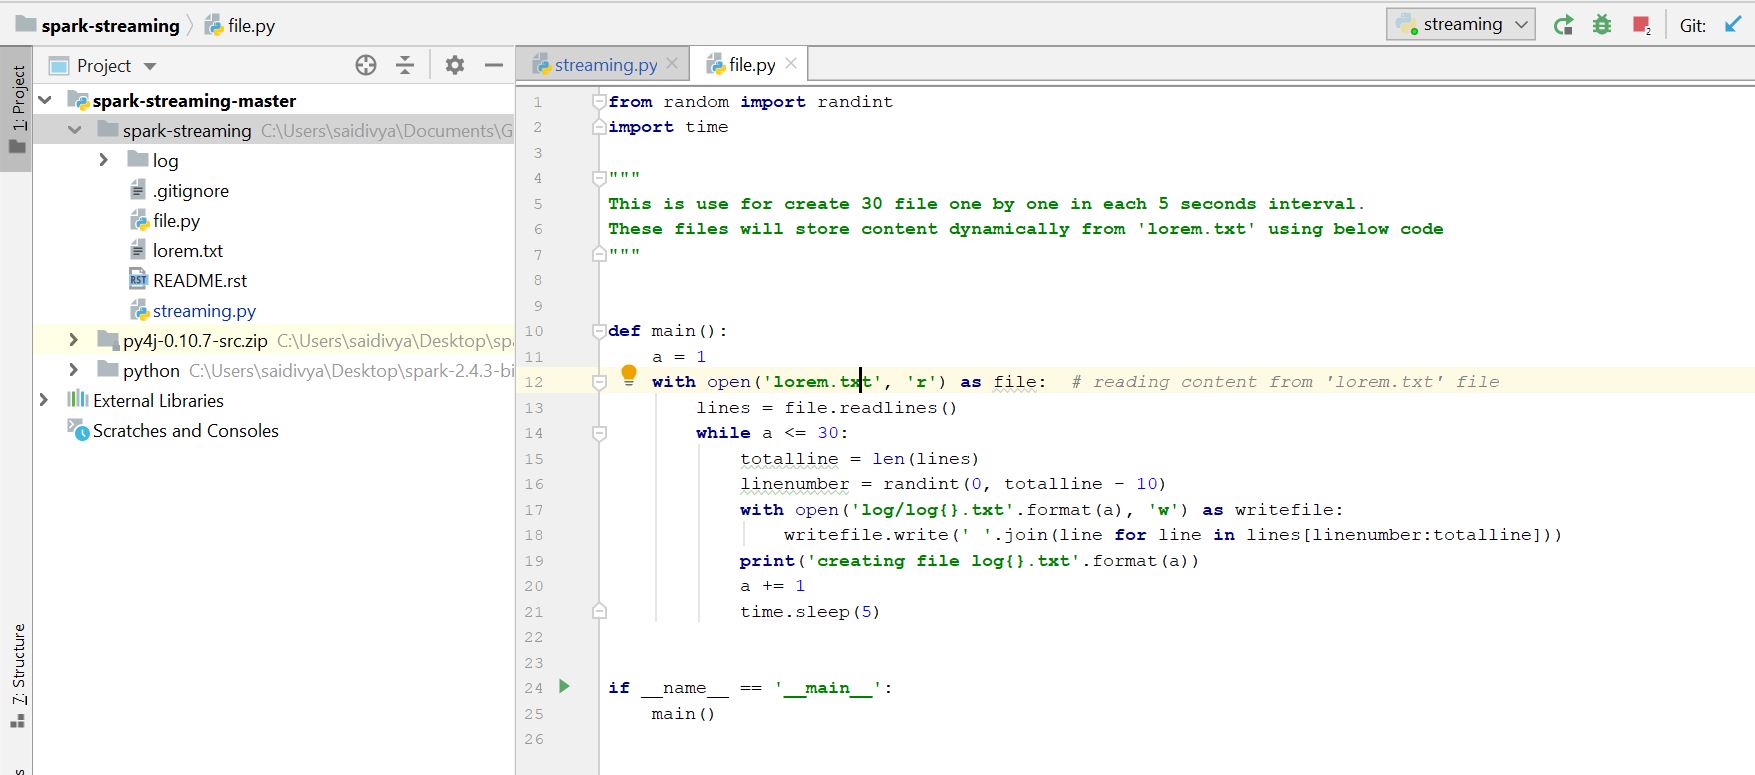 spark-streaming file.py streaming 2 Git:
1: Project
Project
spark-streaming-master
spark-streaming C:\Users\saidivya\Documents\G
log
.gitignore
file.py
lorem.txt
RST README.rst
streaming.py
py4j-0.10.7-src.zip C:\Users\saidivya\Desktop\sp
python C:\Users\saidivya\Desktop\spark-2.4.3-bi
External Libraries
Scratches and Consoles
7: Structure
streaming.py file.py
1 from random import randint
2 import time
3
4 """
5 This is use for create 30 file one by one in each 5 seconds interval.
6 These files will store content dynamically from 'lorem.txt' using below code
7 """
8
9
10 def main():
11 a = 1
12 with open('lorem.txt', 'r') as file: # reading content from 'lorem.txt' file
13 lines = file.readlines()
14 while a <= 30:
15 totalline = len(lines)
16 linenumber = randint(0, totalline - 10)
17 with open('log/log{}.txt'.format(a), 'w') as writefile:
18 writefile.write(' '.join(line for line in lines[linenumber:totalline]))
19 print('creating file log{}.txt'.format(a))
20 a += 1
21 time.sleep(5)
22
23
24 if __name__ == '__main__':
25 main()
26